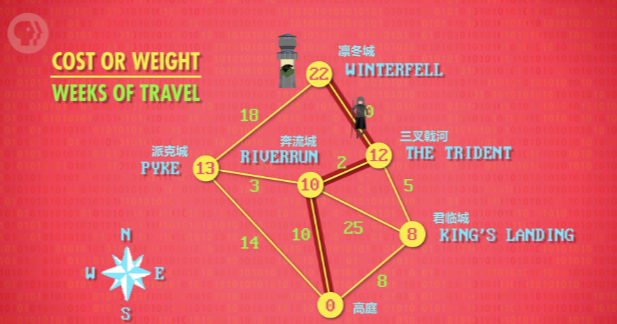 PBS
COST OR WEIGHT
WEEKS OF TRAVEL
凛冬城
22
WINTERFELL
18
三叉戟河
12
THE TRIDENT
派克城
PYKE
13
奔流城
RIVERRUN
2
3
10
5
君临城
8
KING'S LANDING
25
10
14
8
0
高庭
N
W
E
S